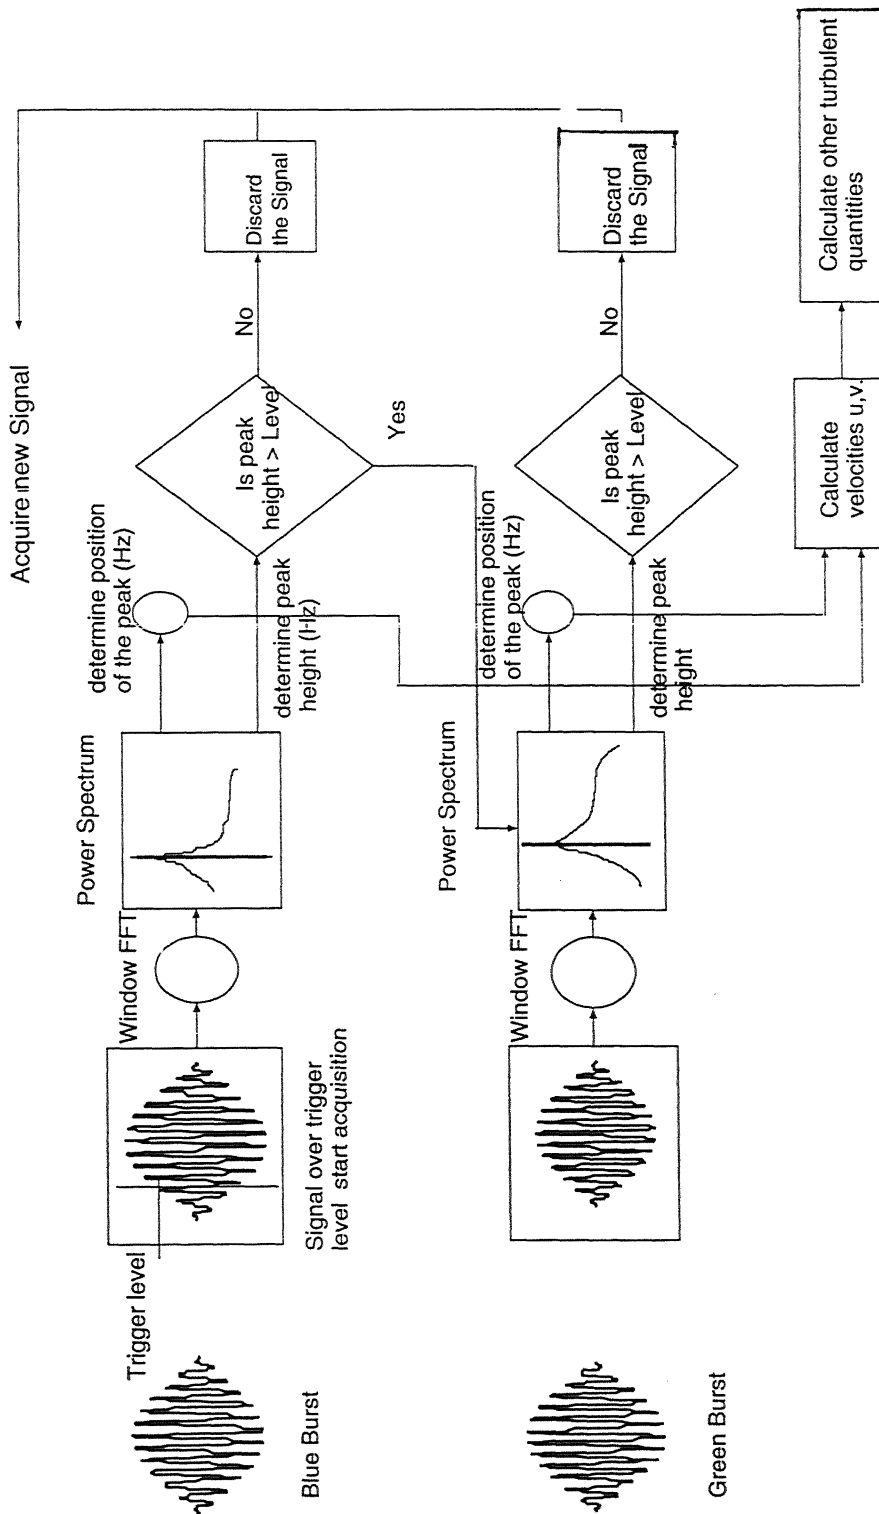 Acquire new Signal
Trigger level
Window FFT
Power Spectrum
determine position
of the peak (Hz)
determine peak
height (Hz)
Is peak
height > Level
No
Yes
Discard
the Signal
Signal over trigger
level start acquisition
Blue Burst
Window FFT
Power Spectrum
determine position
of the peak (Hz)
determine peak
height
Is peak
height > Level
No
Discard
the Signal
Green Burst
Calculate
velocities u,v.
Calculate other turbulent
quantities